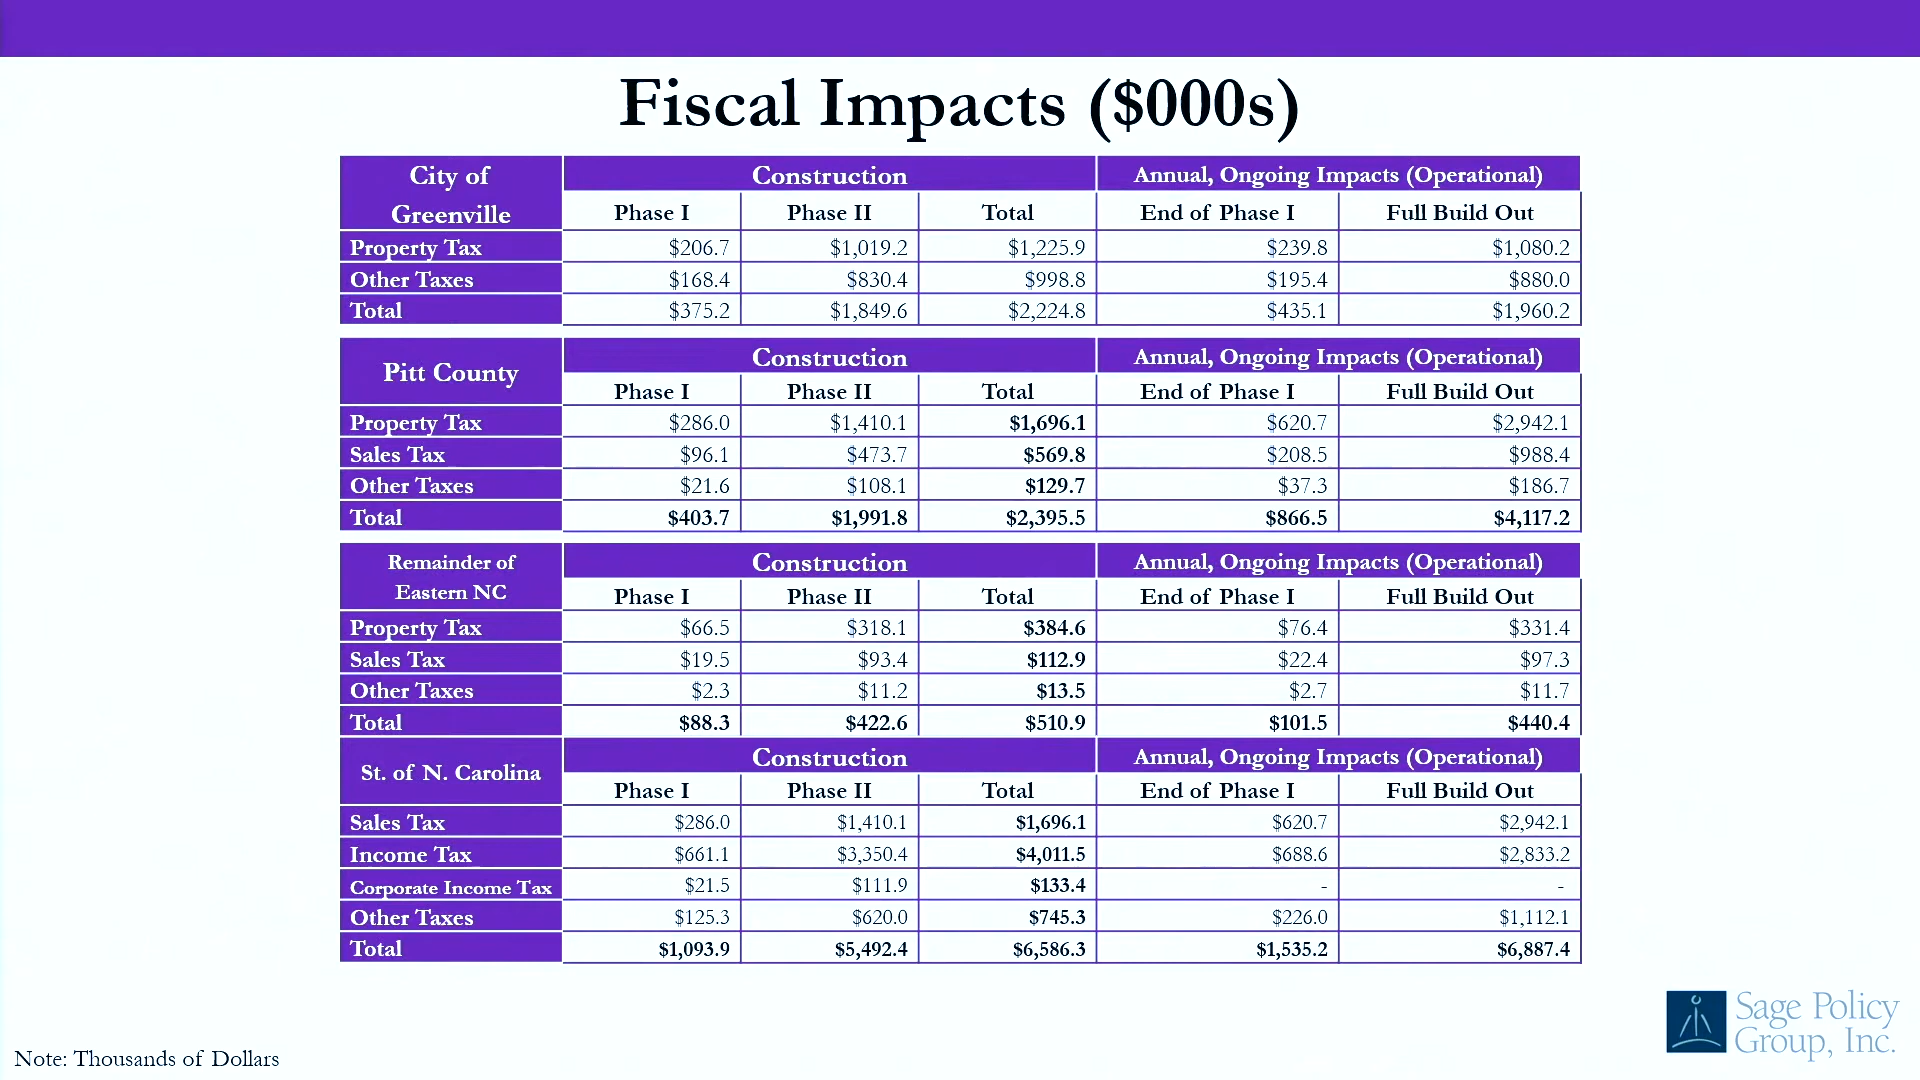 Fiscal Impacts ($000s)
City of Greenville Construction Annual, Ongoing Impacts (Operational)
Phase I Phase II Total End of Phase I Full Build Out
Property Tax $206.7 $1,019.2 $1,225.9 $239.8 $1,080.2
Other Taxes $168.4 $830.4 $998.8 $195.4 $880.0
Total $375.2 $1,849.6 $2,224.8 $435.1 $1,960.2
Pitt County Construction Annual, Ongoing Impacts (Operational)
Phase I Phase II Total End of Phase I Full Build Out
Property Tax $286.0 $1,410.1 $1,696.1 $620.7 $2,942.1
Sales Tax $96.1 $473.7 $569.8 $208.5 $988.4
Other Taxes $21.6 $108.1 $129.7 $37.3 $186.7
Total $403.7 $1,991.8 $2,395.5 $866.5 $4,117.2
Remainder of Eastern NC Construction Annual, Ongoing Impacts (Operational)
Phase I Phase II Total End of Phase I Full Build Out
Property Tax $66.5 $318.1 $384.6 $76.4 $331.4
Sales Tax $19.5 $93.4 $112.9 $22.4 $97.3
Other Taxes $2.3 $11.2 $13.5 $2.7 $11.7
Total $88.3 $422.6 $510.9 $101.5 $440.4
St. of N. Carolina Construction Annual, Ongoing Impacts (Operational)
Phase I Phase II Total End of Phase I Full Build Out
Sales Tax $286.0 $1,410.1 $1,696.1 $620.7 $2,942.1
Income Tax $661.1 $3,350.4 $4,011.5 $688.6 $2,833.2
Corporate Income Tax $21.5 $111.9 $133.4 - -
Other Taxes $125.3 $620.0 $745.3 $226.0 $1,112.1
Total $1,093.9 $5,492.4 $6,586.3 $1,535.2 $6,887.4
Sage Policy
Group, Inc.
Note: Thousands of Dollars